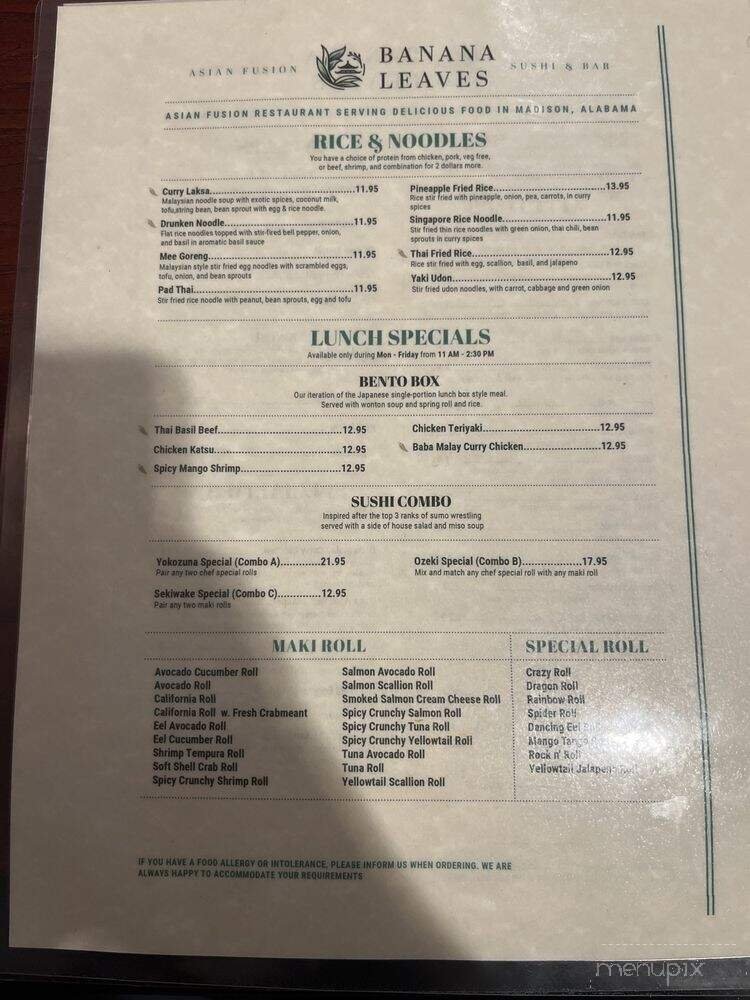 ASIAN FUSION
BANANA
LEAVES
SUSHI & BAR
ASIAN FUSION RESTAURANT SERVING DELICIOUS FOOD IN MADISON, ALABAMA
RICE & NOODLES
You have a choice of protein from chicken, pork, veg free,
or beef, shrimp, and combination for 2 dollars more.
Curry Laksa...11.95
Malaysian noodle soup with exotic spices, coconut milk,
tofu,string bean, bean sprout with egg & rice noodle.
Drunken Noodle...11.95
Flat rice noodles topped with stir-fired bell pepper, onion,
and basil in aromatic basil sauce
Mee Goreng...11.95
Malaysian style stir fried egg noodles with scrambled eggs,
tofu, onion, and bean sprouts
Pad Thai...11.95
Stir fried rice noodle with peanut, bean sprouts, egg and tofu
Pineapple Fried Rice...13.95
Rice stir fried with pineapple, onion, pea, carrots, in curry
spices
Singapore Rice Noodle...11.95
Stir fried thin rice noodles with green onion, thai chili, bean
sprouts in curry spices
Thai Fried Rice...12.95
Rice stir fried with egg, scallion, basil, and jalapeno
Yaki Udon...12.95
Stir fried udon noodles, with carrot, cabbage and green onion
LUNCH SPECIALS
Available only during Mon - Friday from 11 AM - 2:30 PM
BENTO BOX
Our iteration of the Japanese single-portion lunch box style meal.
Served with wonton soup and spring roll and rice.
Thai Basil Beef...12.95
Chicken Katsu...12.95
Spicy Mango Shrimp...12.95
Chicken Teriyaki...12.95
Baba Malay Curry Chicken...12.95
SUSHI COMBO
Inspired after the top 3 ranks of sumo wrestling
served with a side of house salad and miso soup
Yokozuna Special (Combo A)...21.95
Pair any two chef special rolls
Sekiwake Special (Combo C)...12.95
Pair any two maki rolls
Ozeki Special (Combo B)...17.95
Mix and match any chef special roll with any maki roll
MAKI ROLL
Avocado Cucumber Roll
Avocado Roll
California Roll
California Roll w. Fresh Crabmeant
Eel Avocado Roll
Eel Cucumber Roll
Shrimp Tempura Roll
Soft Shell Crab Roll
Spicy Crunchy Shrimp Roll
Salmon Avocado Roll
Salmon Scallion Roll
Smoked Salmon Cream Cheese Roll
Spicy Crunchy Salmon Roll
Spicy Crunchy Tuna Roll
Spicy Crunchy Yellowtail Roll
Tuna Avocado Roll
Tuna Roll
Yellowtail Scallion Roll
SPECIAL ROLL
Crazy Roll
Dragon Roll
Rainbow Roll
Spider Roll
Dancing Eel
Mango Tango
Rock n' Roll
Yellowtail Jalapeno
IF YOU HAVE A FOOD ALLERGY OR INTOLERANCE, PLEASE INFORM US WHEN ORDERING. WE ARE
ALWAYS HAPPY TO ACCOMMODATE YOUR REQUIREMENTS
menupix